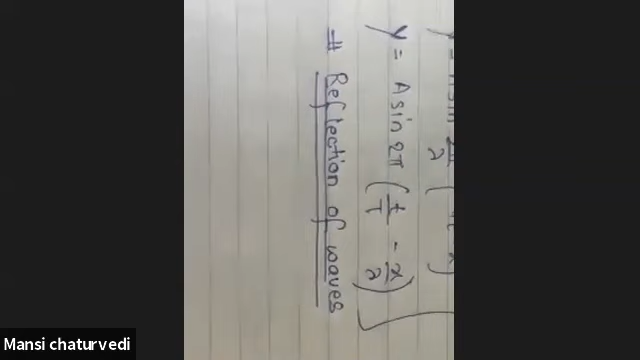 y = A sin 2π ( t/T - x/λ )
# Reflection of waves
Mansi chaturvedi